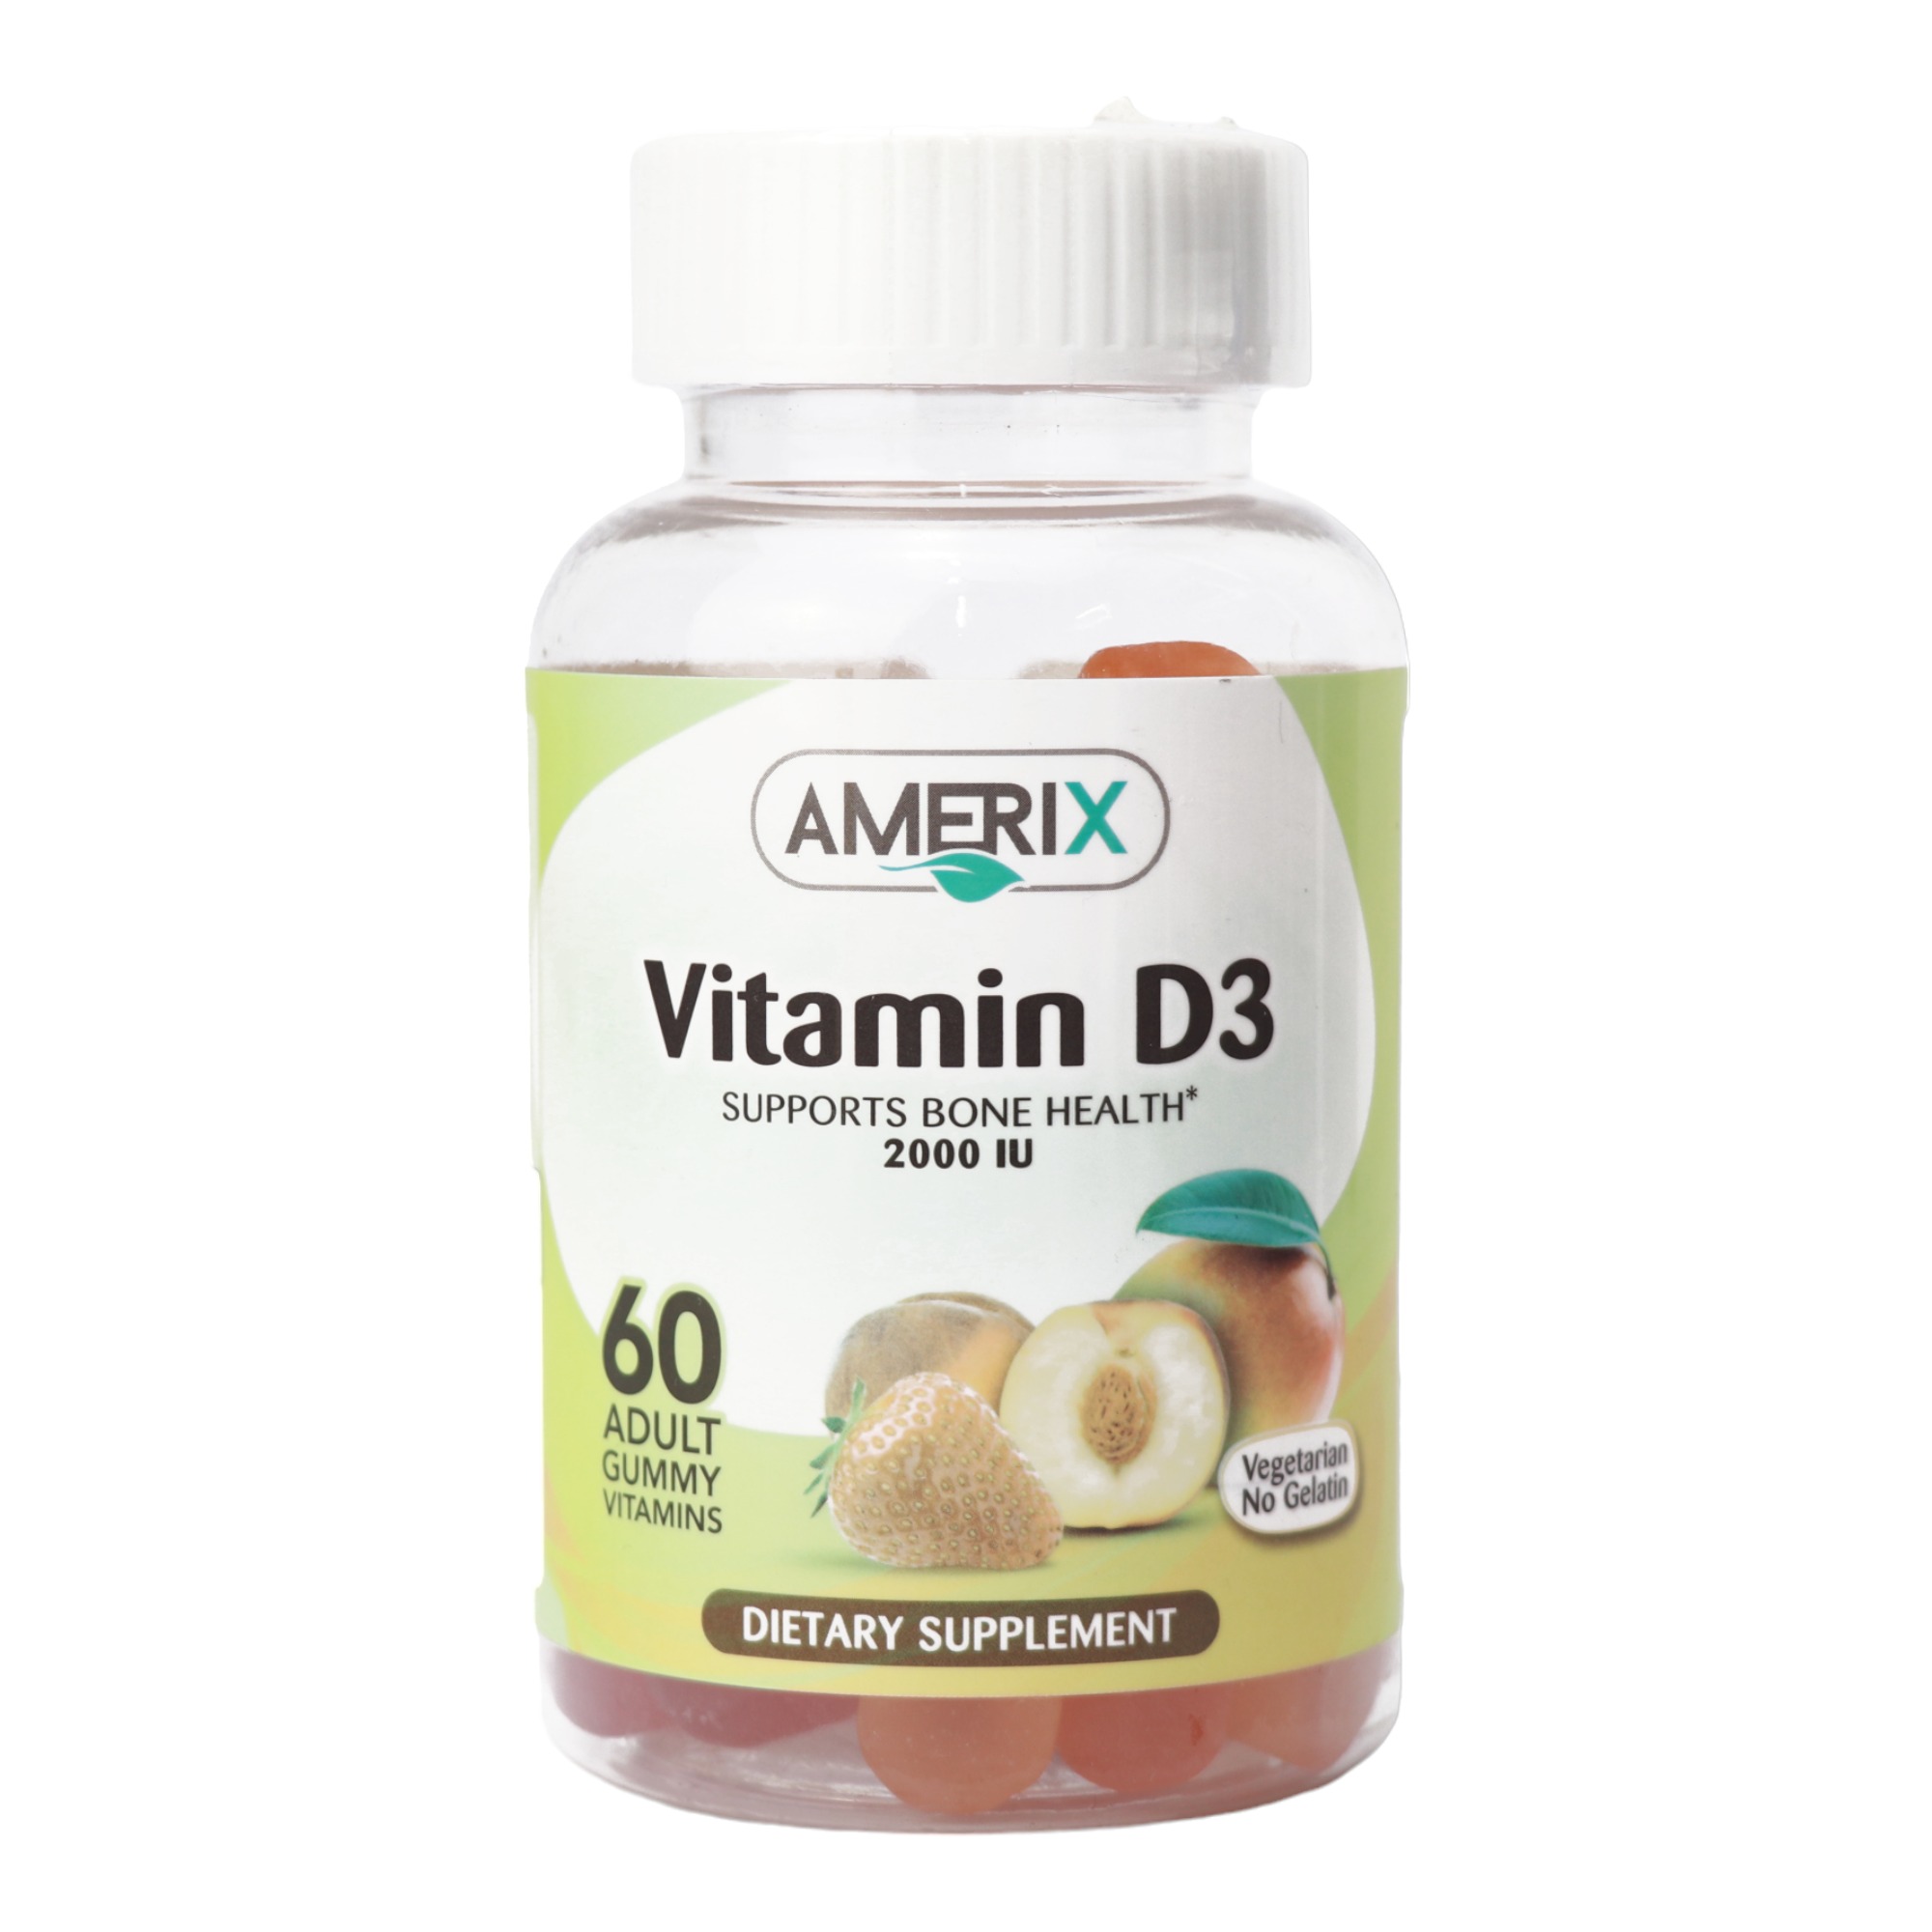 AMERIX
Vitamin D3
SUPPORTS BONE HEALTH*
2000 IU
60
ADULT
GUMMY
VITAMINS
Vegetarian
No Gelatin
DIETARY SUPPLEMENT